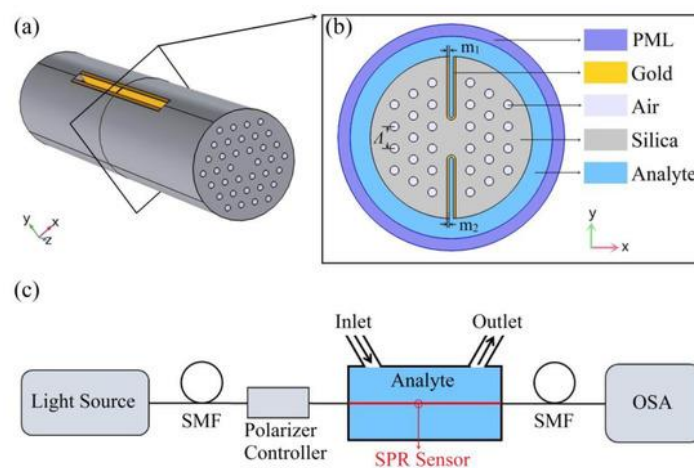 (a)
y
x
z
(b)
m1
Λ
m2
PML
Gold
Air
Silica
Analyte
y
x
(c)
Inlet
Outlet
Light Source
SMF
Polarizer
Controller
Analyte
SPR Sensor
SMF
OSA